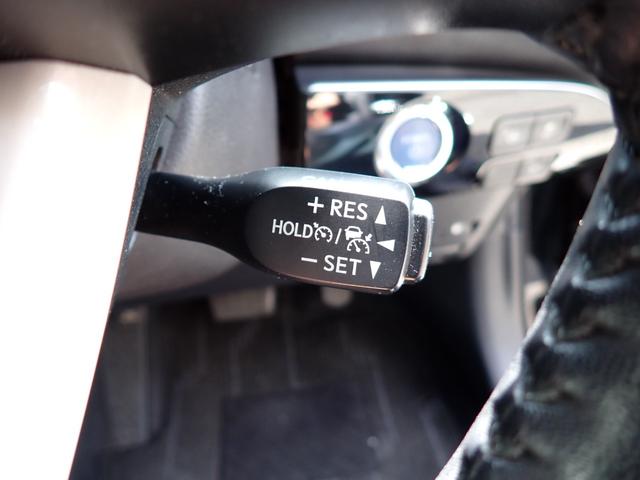 + RES ▲
HOLD / ◀
− SET ▼